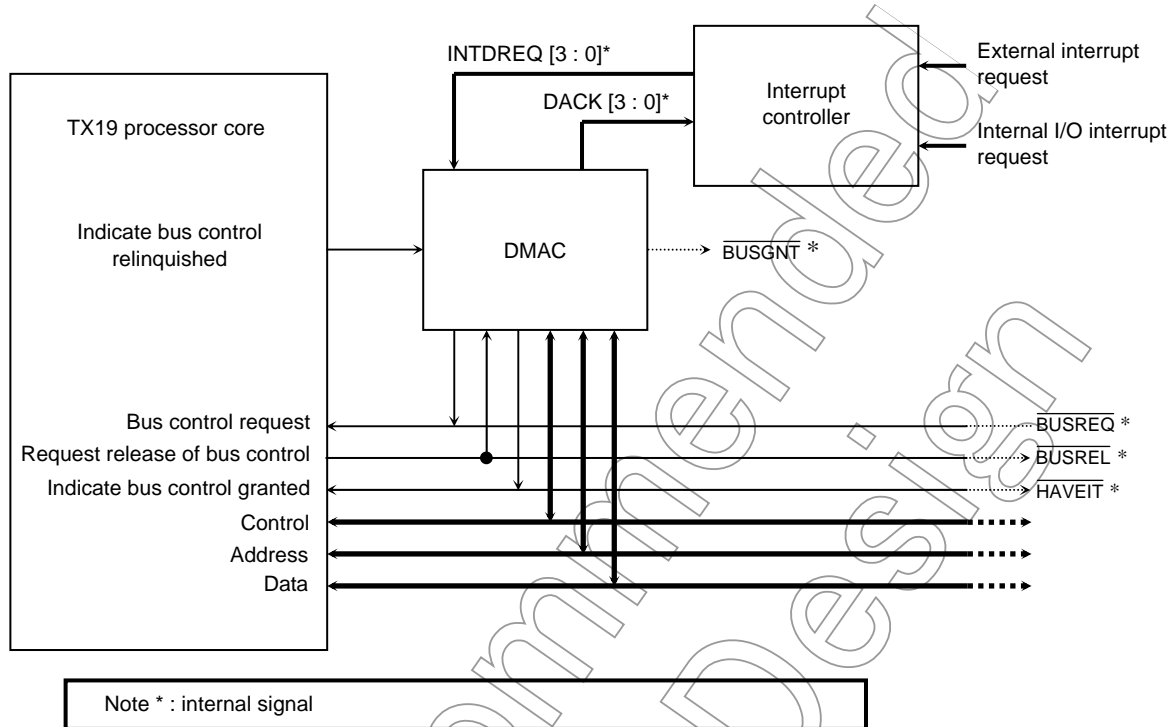 INTDREQ [3 : 0]*
External interrupt
request
DACK [3 : 0]*
Interrupt
controller
TX19 processor core
Internal I/O interrupt
request
Indicate bus control
relinquished
DMAC
BUSGNT *
Bus control request
BUSREQ *
Request release of bus control
BUSREL *
Indicate bus control granted
HAVEIT *
Control
Address
Data
Note * : internal signal
ommended
Design